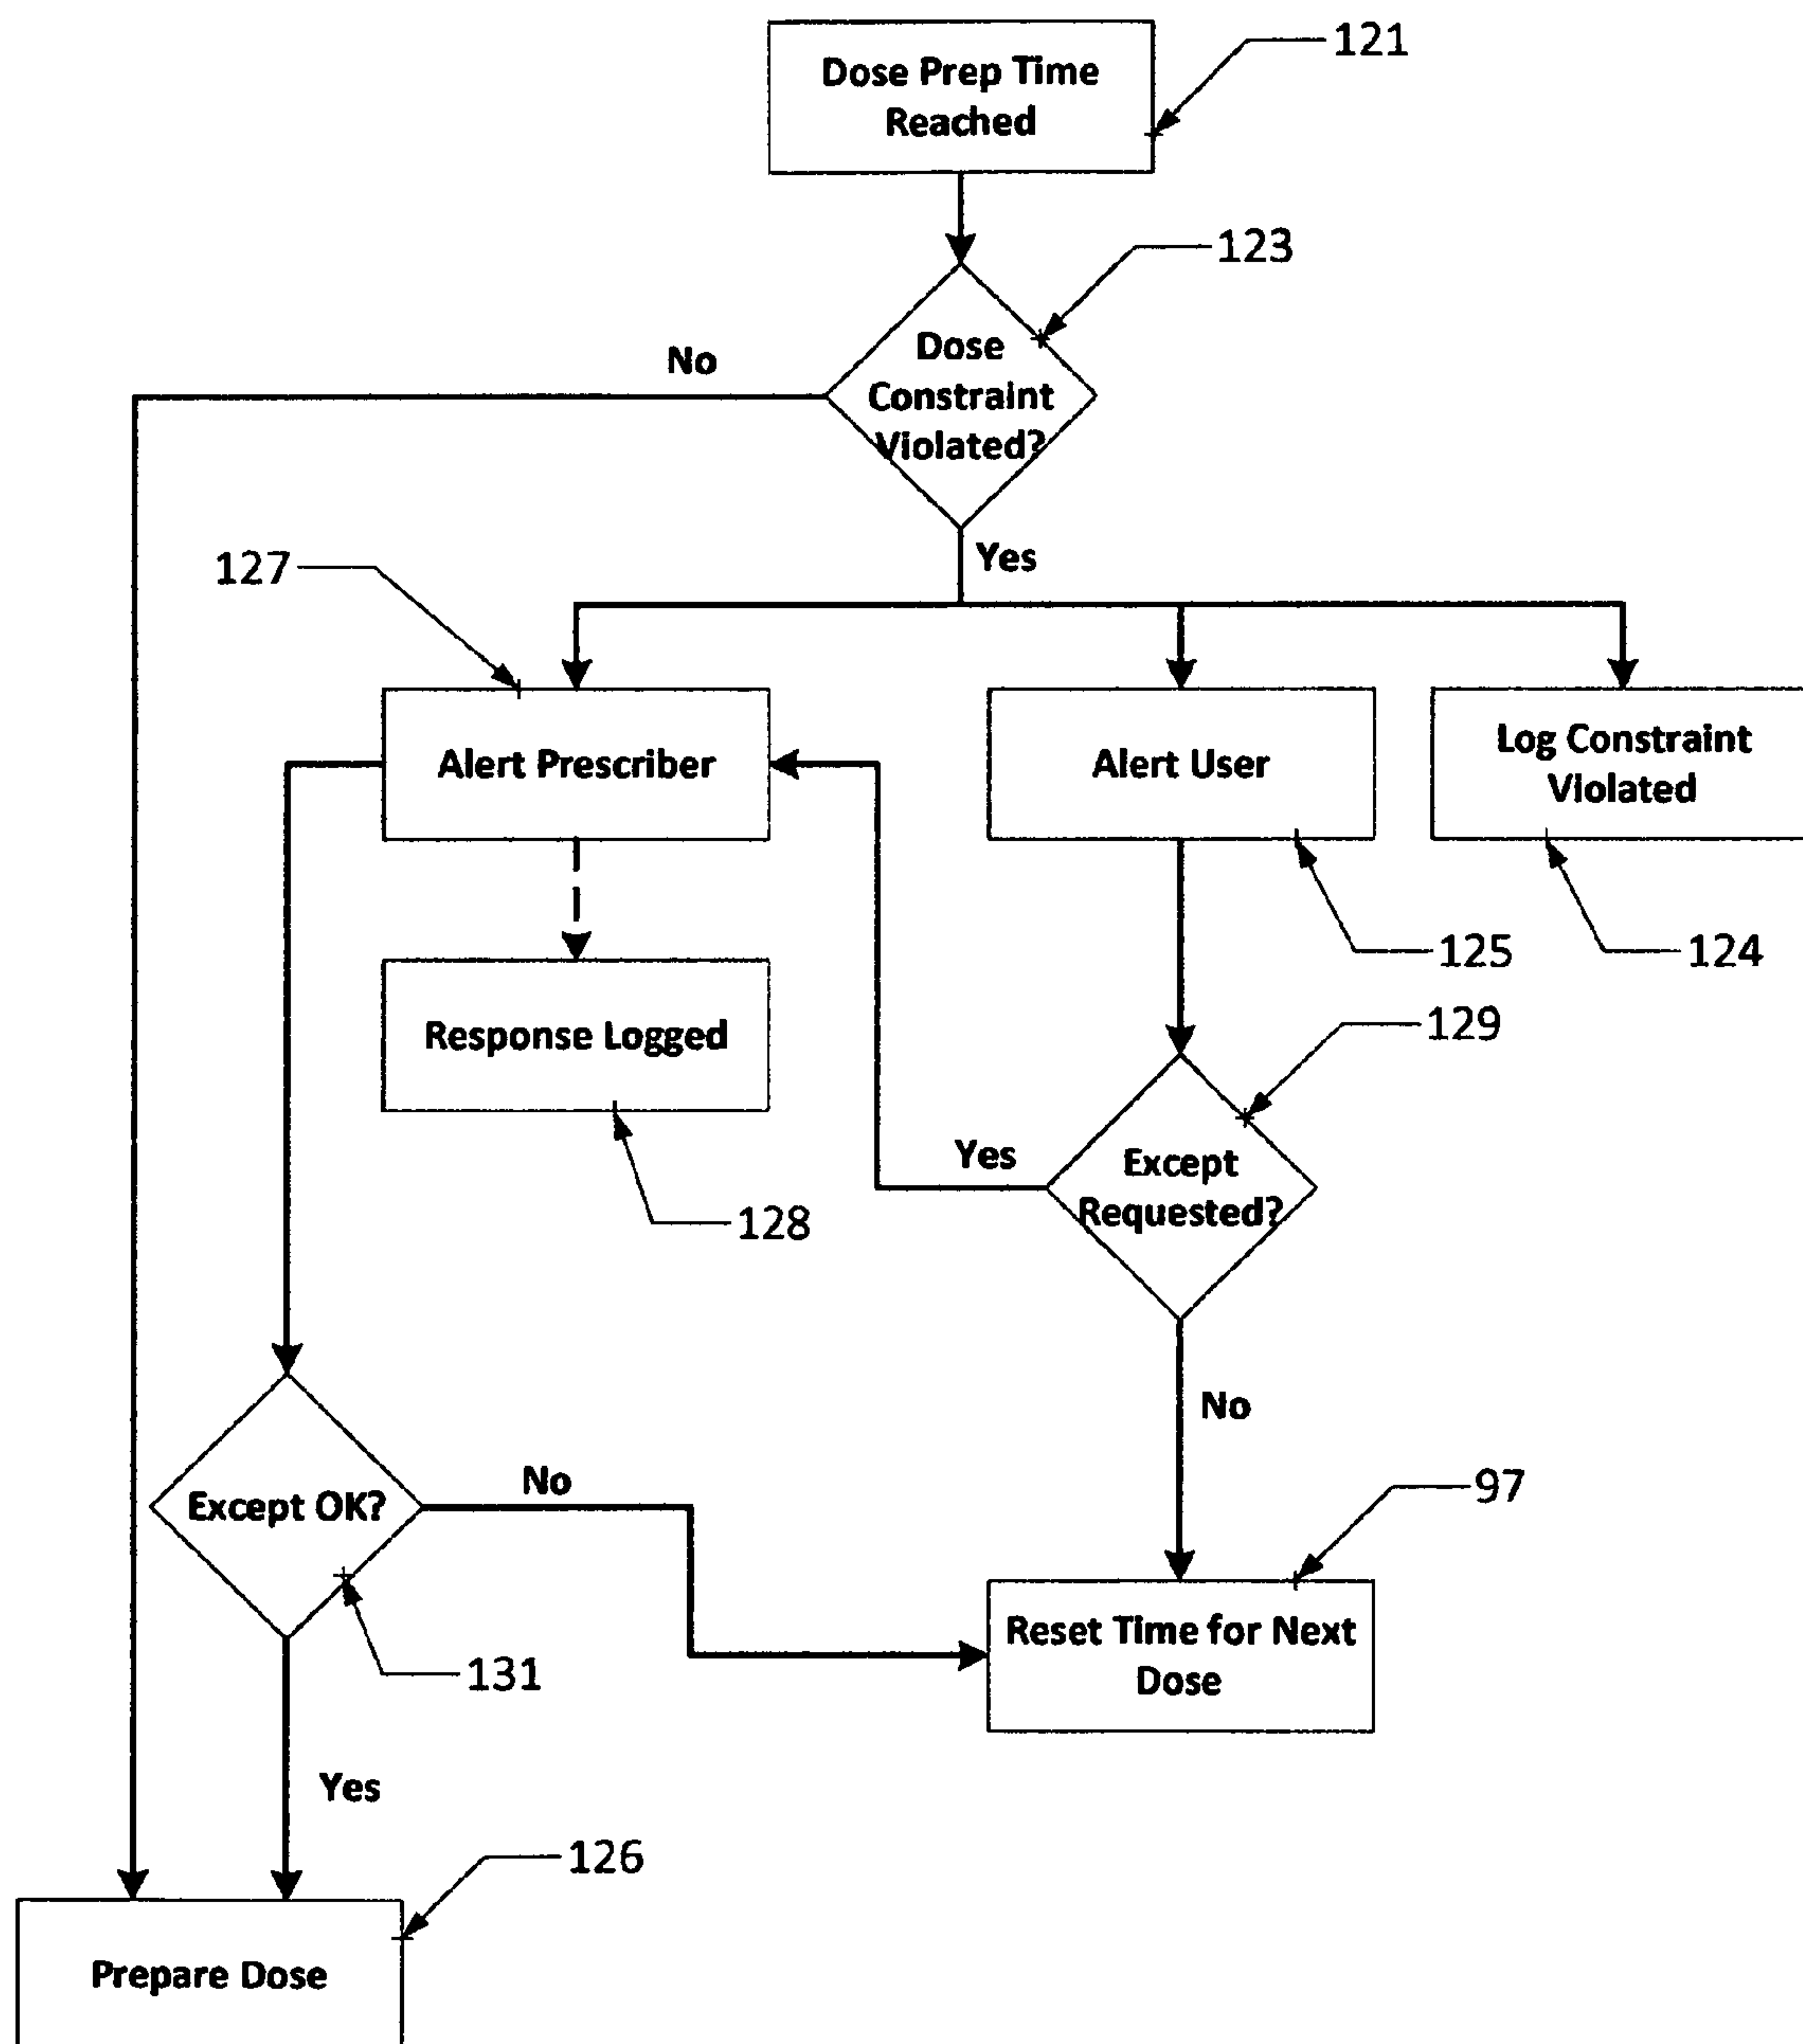 Dose Prep Time
Reached
121
123
Dose
Constraint
Violated?
No
Yes
127
Alert Prescriber
Alert User
Log Constraint
Violated
125
124
Response Logged
128
129
Except
Requested?
Yes
No
97
Except OK?
No
131
Reset Time for Next
Dose
Yes
126
Prepare Dose